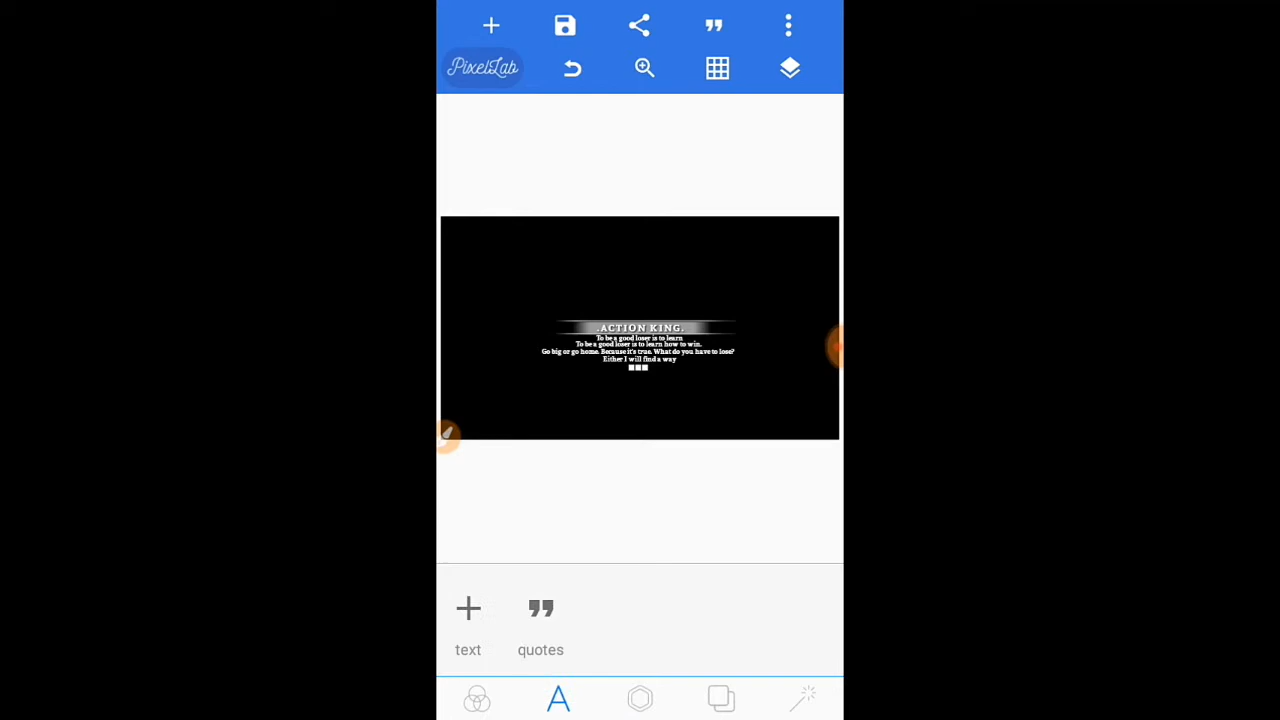 PixelLab
.ACTION KING.
To be a good loser is to learn
To be a good loser is to learn how to win.
Go big or go home. Because it's true. What do you have to lose?
Either I will find a way
text
quotes